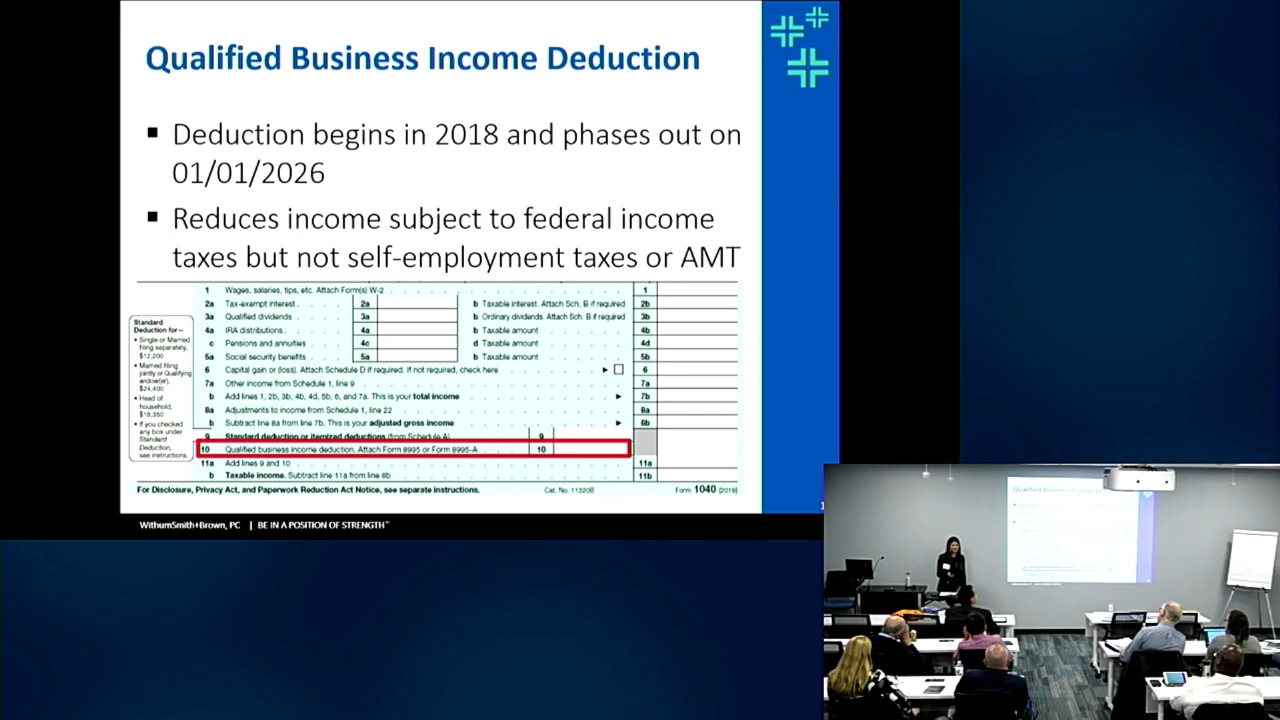 Qualified Business Income Deduction
Deduction begins in 2018 and phases out on
01/01/2026
Reduces income subject to federal income
taxes but not self-employment taxes or AMT
1 Wages, salaries, tips, etc. Attach Form(s) W-2 1
2a Tax-exempt interest 2a b Taxable interest. Attach Sch. B if required 2b
3a Qualified dividends 3a b Ordinary dividends. Attach Sch. B if required 3b
4a IRA distributions 4a b Taxable amount 4b
c Pensions and annuities 4c d Taxable amount 4d
5a Social security benefits 5a b Taxable amount 5b
6 Capital gain or (loss). Attach Schedule D if required. If not required, check here 6
7a Other income from Schedule 1, line 9 7a
b Add lines 1, 2b, 3b, 4b, 4d, 5b, 6, and 7a. This is your total income 7b
8a Adjustments to income from Schedule 1, line 22 8a
b Subtract line 8a from line 7b. This is your adjusted gross income 8b
9 Standard deduction or itemized deductions (from Schedule A) 9
10 Qualified business income deduction. Attach Form 8995 or Form 8995-A 10
11a Add lines 9 and 10 11a
b Taxable income. Subtract line 11a from line 8b 11b
Standard
Deduction for—
• Single or Married
filing separately,
$12,200
• Married filing
jointly or Qualifying
widow(er),
$24,400
• Head of
household,
$18,350
• If you checked
any box under
Standard
Deduction,
see instructions.
For Disclosure, Privacy Act, and Paperwork Reduction Act Notice, see separate instructions. Cat. No. 11320B Form 1040 (2019)
WithumSmith+Brown, PC | BE IN A POSITION OF STRENGTH
Qualified Business Income